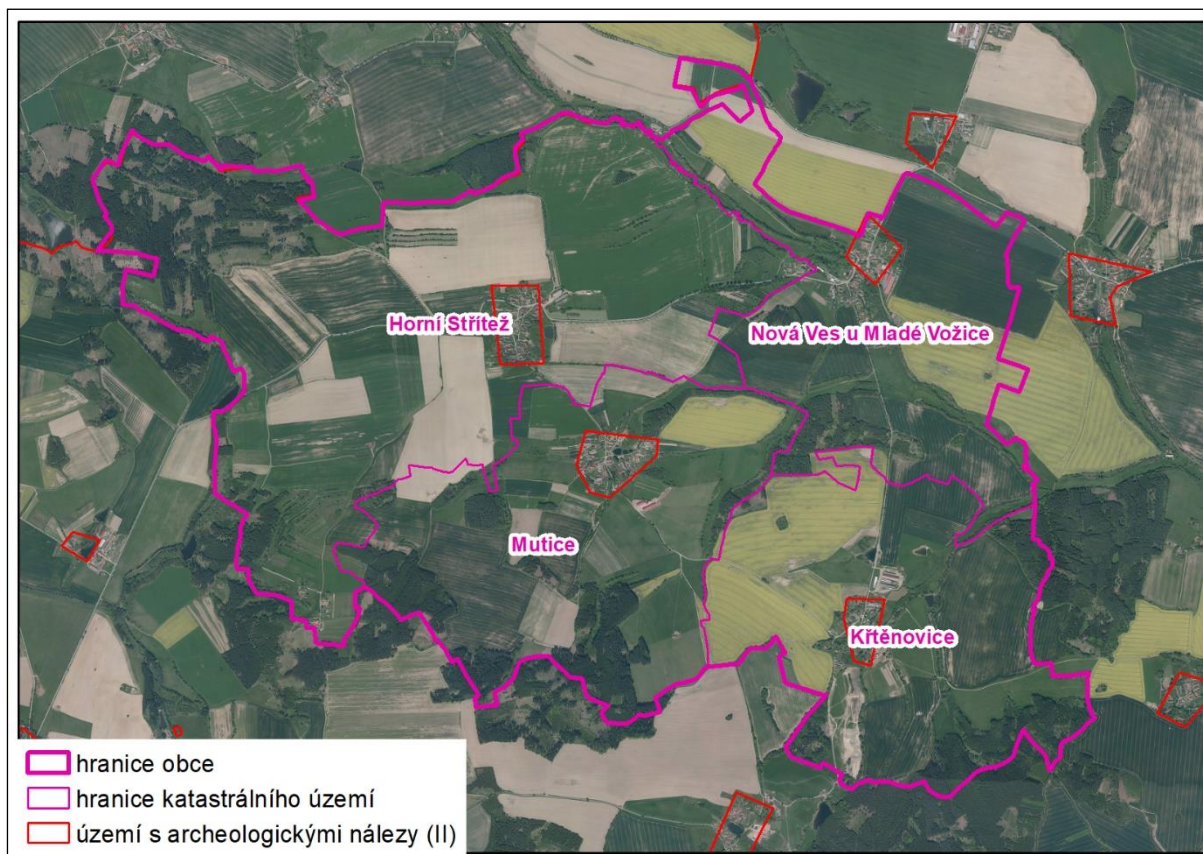 Horní Střítež
Nová Ves u Mladé Vožice
Mutice
Křtěnovice
hranice obce
hranice katastrálního území
území s archeologickými nálezy (II)